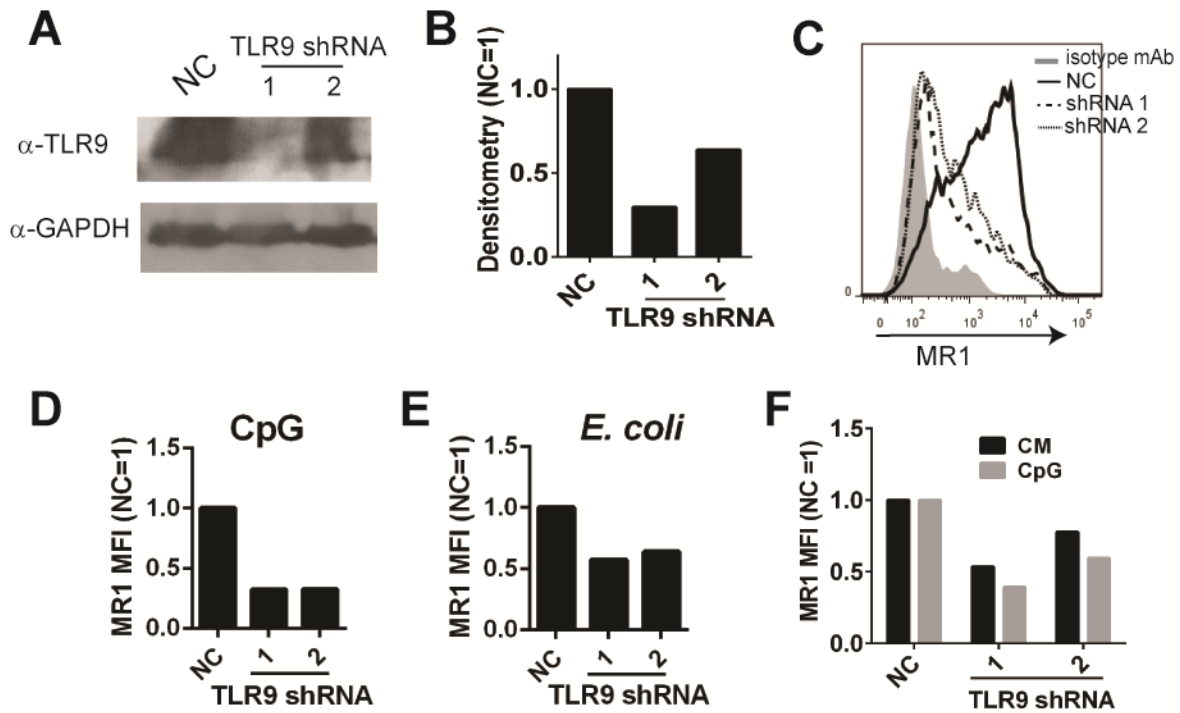 A
NC
TLR9 shRNA
1 2
α-TLR9
α-GAPDH
B
Densitometry (NC=1)
1.0
0.5
0.0
NC 1 2
TLR9 shRNA
C
isotype mAb
NC
shRNA 1
shRNA 2
0
0 10² 10³ 10⁴ 10⁵
MR1
D
CpG
MR1 MFI (NC=1)
1.5
1.0
0.5
0.0
NC 1 2
TLR9 shRNA
E
E. coli
MR1 MFI (NC=1)
1.5
1.0
0.5
0.0
NC 1 2
TLR9 shRNA
F
CM
CpG
MR1 MFI (NC =1)
1.5
1.0
0.5
0.0
NC 1 2
TLR9 shRNA